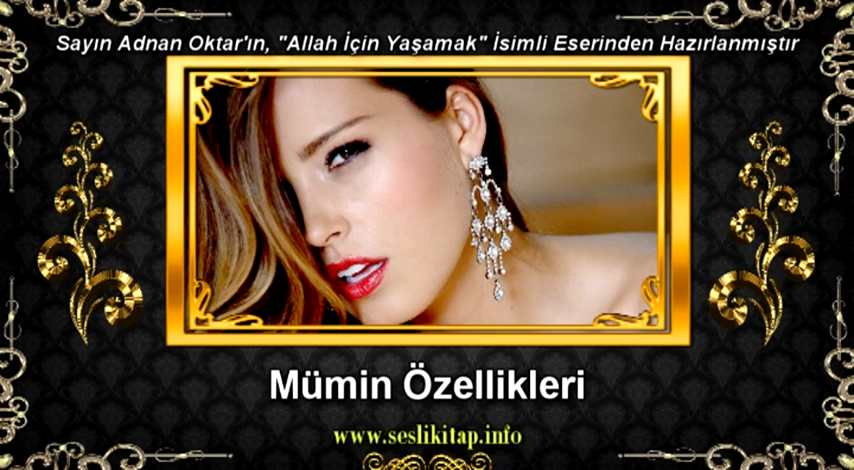 Sayın Adnan Oktar'ın, "Allah İçin Yaşamak" İsimli Eserinden Hazırlanmıştır
Mümin Özellikleri
www.seslikitap.info